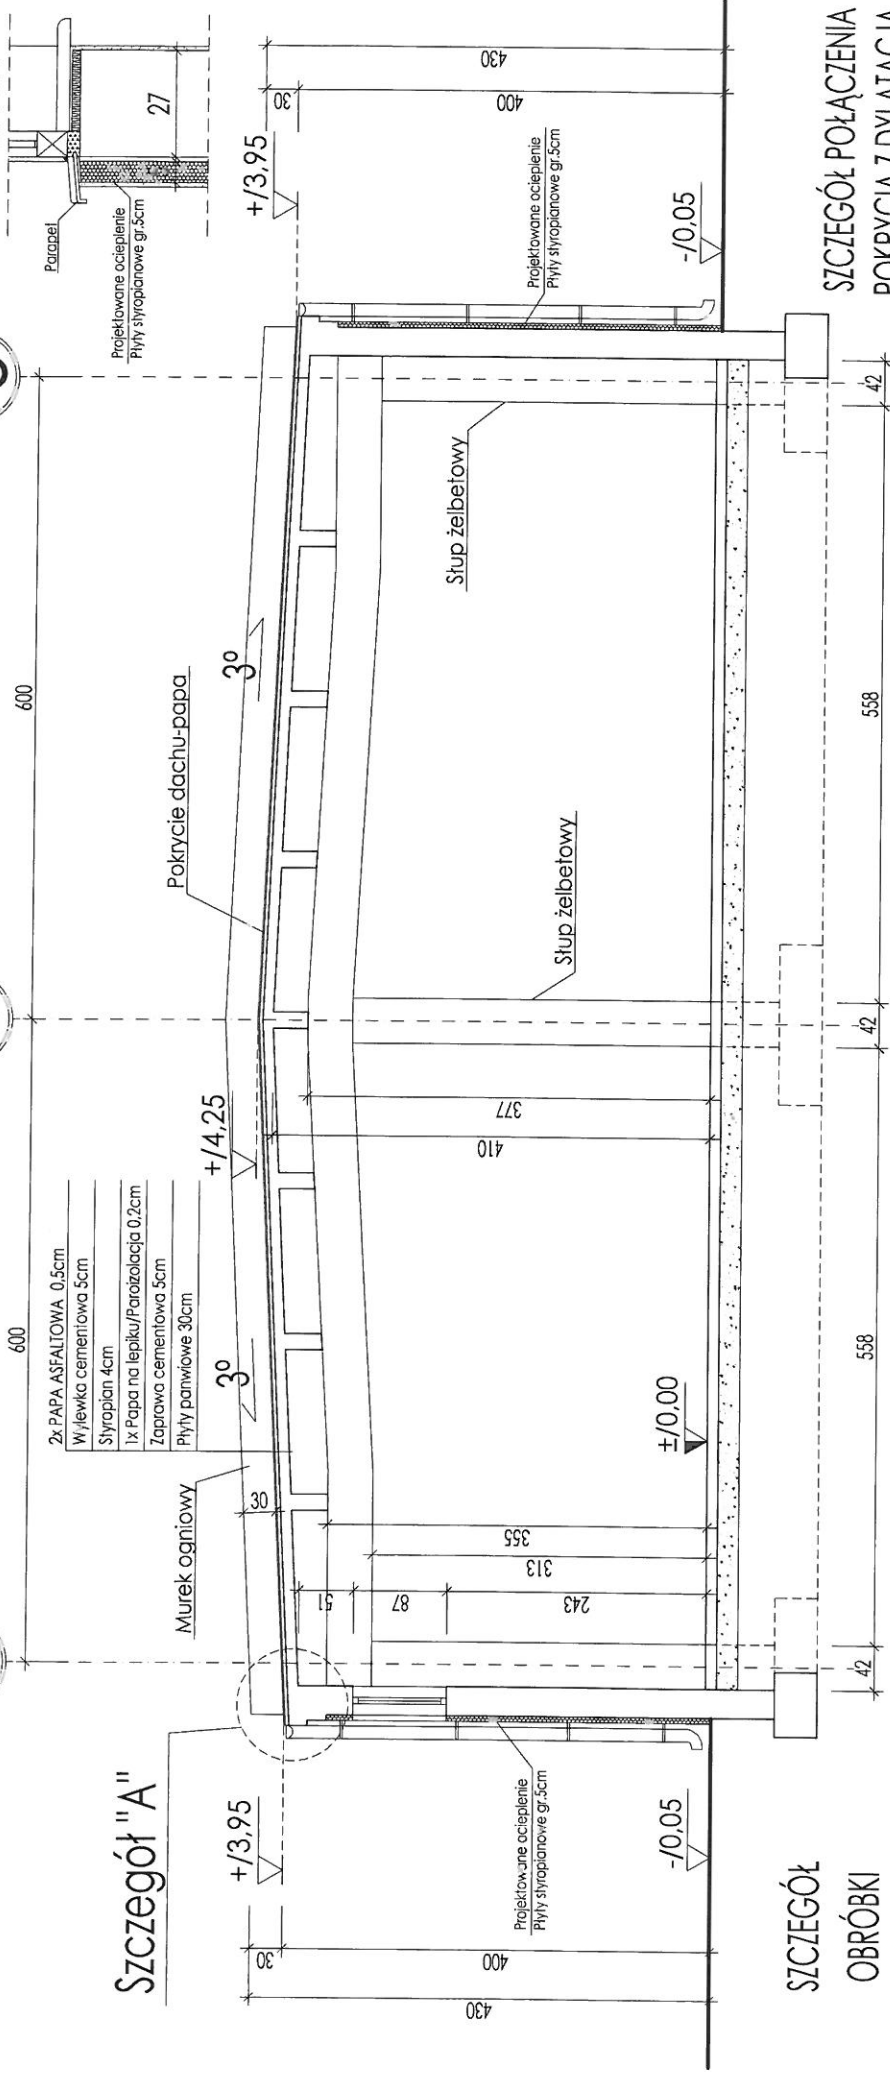 Szczegół "A"
430
30
400
+/3,95
-/0,05
Projektowane ocieplenie
Płyty styropianowe gr.5cm
SZCZEGÓŁ
OBRÓBKI
Murek ogniowy
30
3°
2x PAPA ASFALTOWA 0,5cm
Wylewka cementowa 5cm
Styropian 4cm
1x Papa na lepiku/Paroizolacja 0,2cm
Zaprawa cementowa 5cm
Płyty panwiowe 30cm
600
600
51
87
243
313
355
±/0,00
+/4,25
410
377
Pokrycie dachu-papa
3°
Słup żelbetowy
Słup żelbetowy
42
558
42
558
42
Parapet
Projektowane ocieplenie
Płyty styropianowe gr.5cm
27
+/3,95
30
400
430
Projektowane ocieplenie
Płyty styropianowe gr.5cm
-/0,05
SZCZEGÓŁ POŁĄCZENIA
POKRYCIA Z DYLATACJĄ